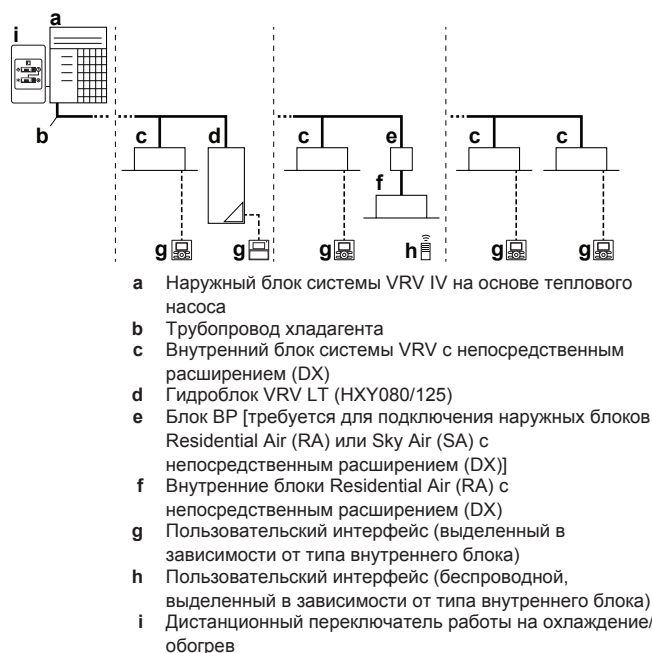 a
i
b
c
d
c
e
c
c
f
g
g
g
h
g
g
a Наружный блок системы VRV IV на основе теплового
насоса
b Трубопровод хладагента
c Внутренний блок системы VRV с непосредственным
расширением (DX)
d Гидроблок VRV LT (HXY080/125)
e Блок BP [требуется для подключения наружных блоков
Residential Air (RA) или Sky Air (SA) с
непосредственным расширением (DX)]
f Внутренние блоки Residential Air (RA) с
непосредственным расширением (DX)
g Пользовательский интерфейс (выделенный в
зависимости от типа внутреннего блока)
h Пользовательский интерфейс (беспроводной,
выделенный в зависимости от типа внутреннего блока)
i Дистанционный переключатель работы на охлаждение/
обогрев